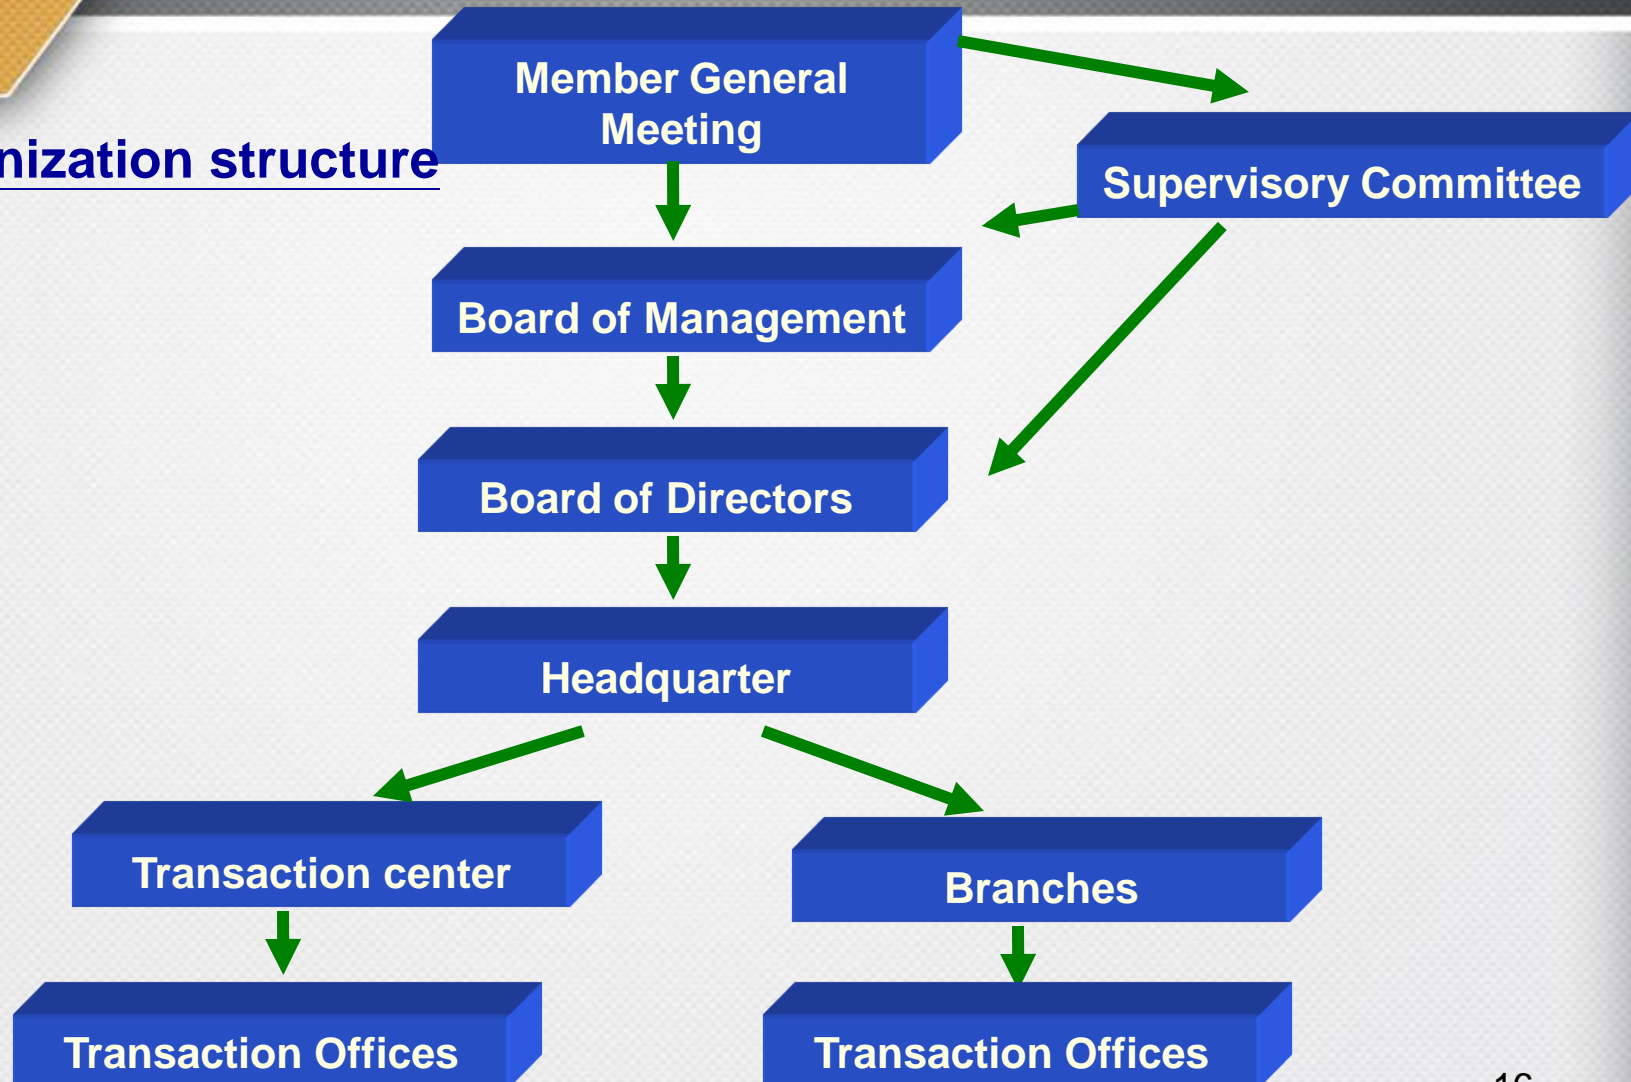 Member General
Meeting
nization structure
Supervisory Committee
Board of Management
Board of Directors
Headquarter
Transaction center
Branches
Transaction Offices
Transaction Offices